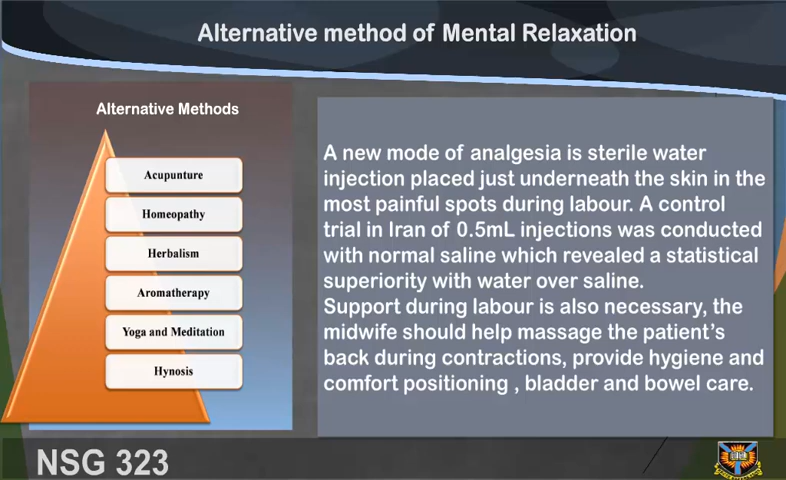 Alternative method of Mental Relaxation
Alternative Methods
Acupunture
Homeopathy
Herbalism
Aromatherapy
Yoga and Meditation
Hynosis
A new mode of analgesia is sterile water
injection placed just underneath the skin in the
most painful spots during labour. A control
trial in Iran of 0.5mL injections was conducted
with normal saline which revealed a statistical
superiority with water over saline.
Support during labour is also necessary, the
midwife should help massage the patient's
back during contractions, provide hygiene and
comfort positioning , bladder and bowel care.
NSG 323